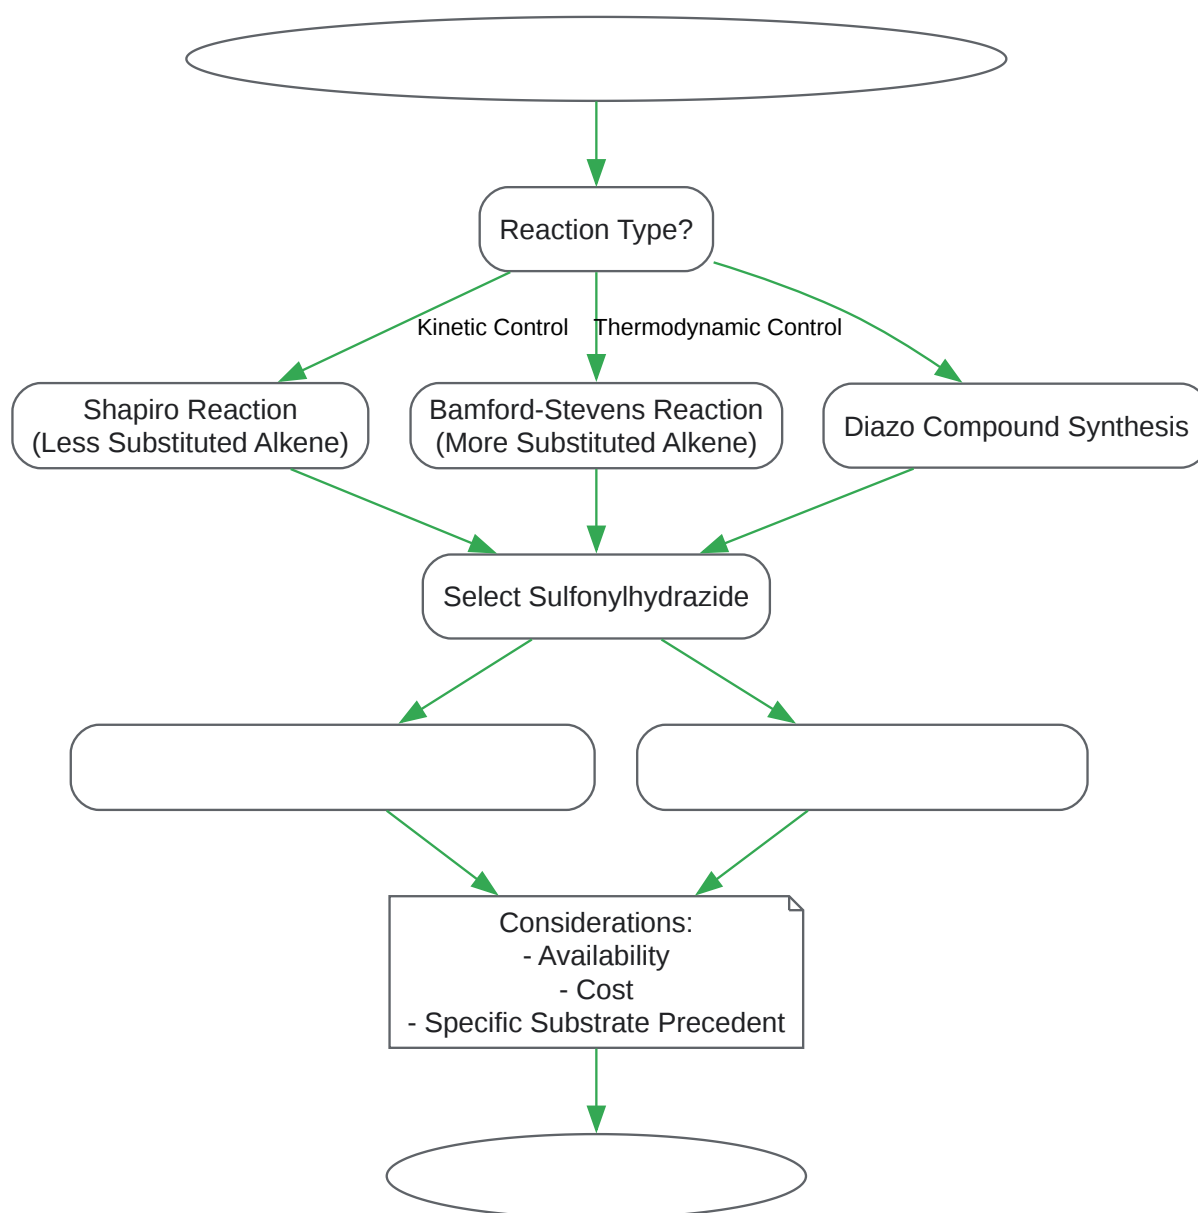 Reaction Type?
Kinetic Control
Thermodynamic Control
Shapiro Reaction
(Less Substituted Alkene)
Bamford-Stevens Reaction
(More Substituted Alkene)
Diazo Compound Synthesis
Select Sulfonylhydrazide
Considerations:
- Availability
- Cost
- Specific Substrate Precedent